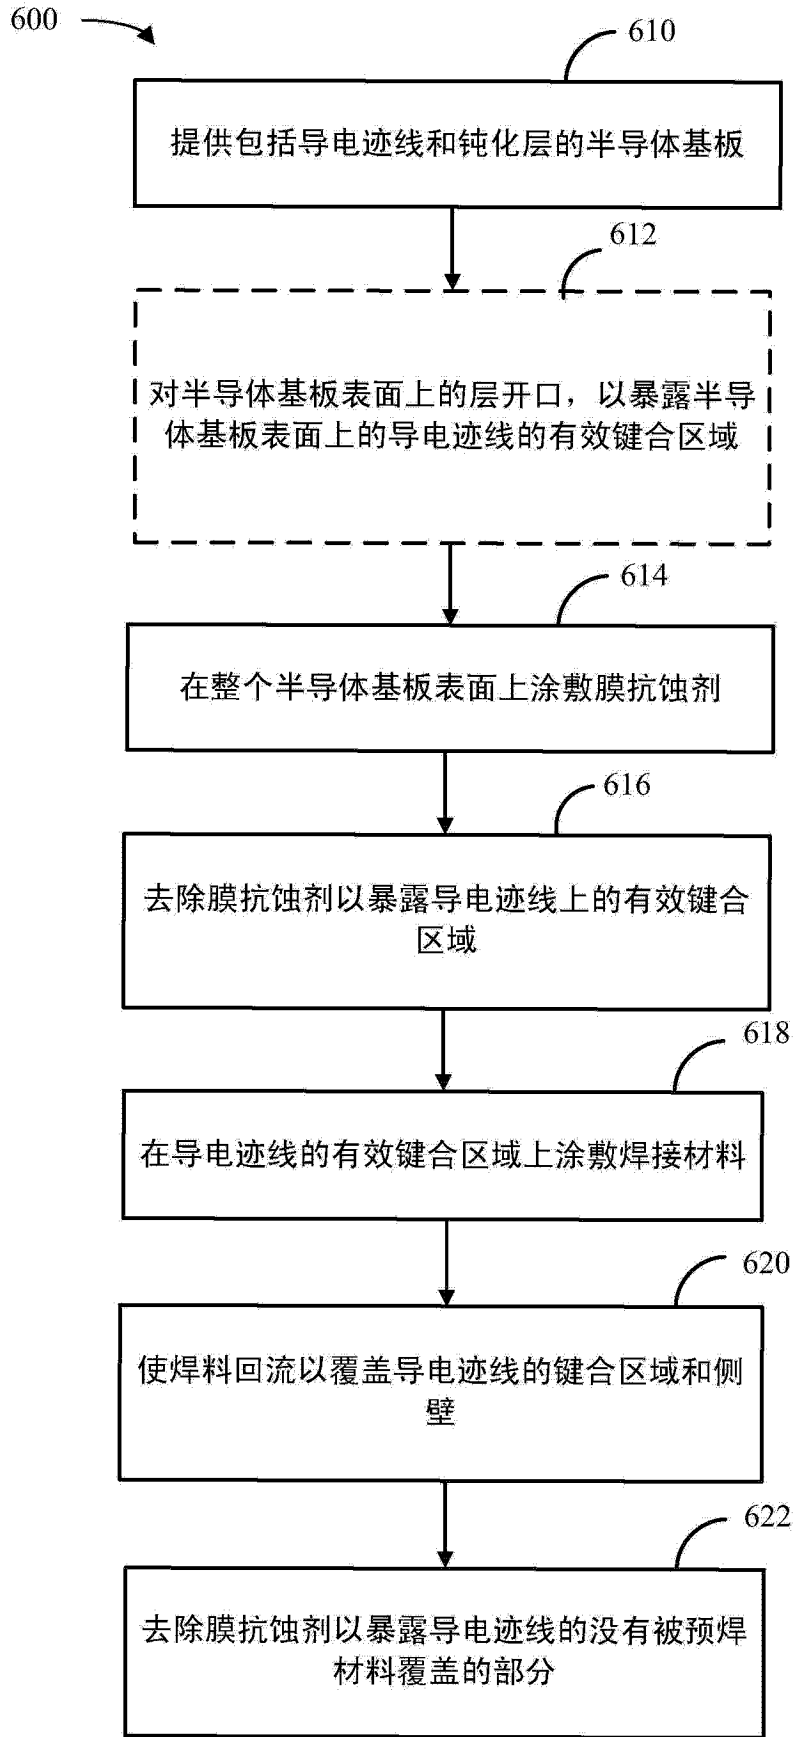 600
610
提供包括导电迹线和钝化层的半导体基板
612
对半导体基板表面上的层开口，以暴露半导
体基板表面上的导电迹线的有效键合区域
614
在整个半导体基板表面上涂敷膜抗蚀剂
616
去除膜抗蚀剂以暴露导电迹线上的有效键合
区域
618
在导电迹线的有效键合区域上涂敷焊接材料
620
使焊料回流以覆盖导电迹线的键合区域和侧
壁
622
去除膜抗蚀剂以暴露导电迹线的没有被预焊
材料覆盖的部分